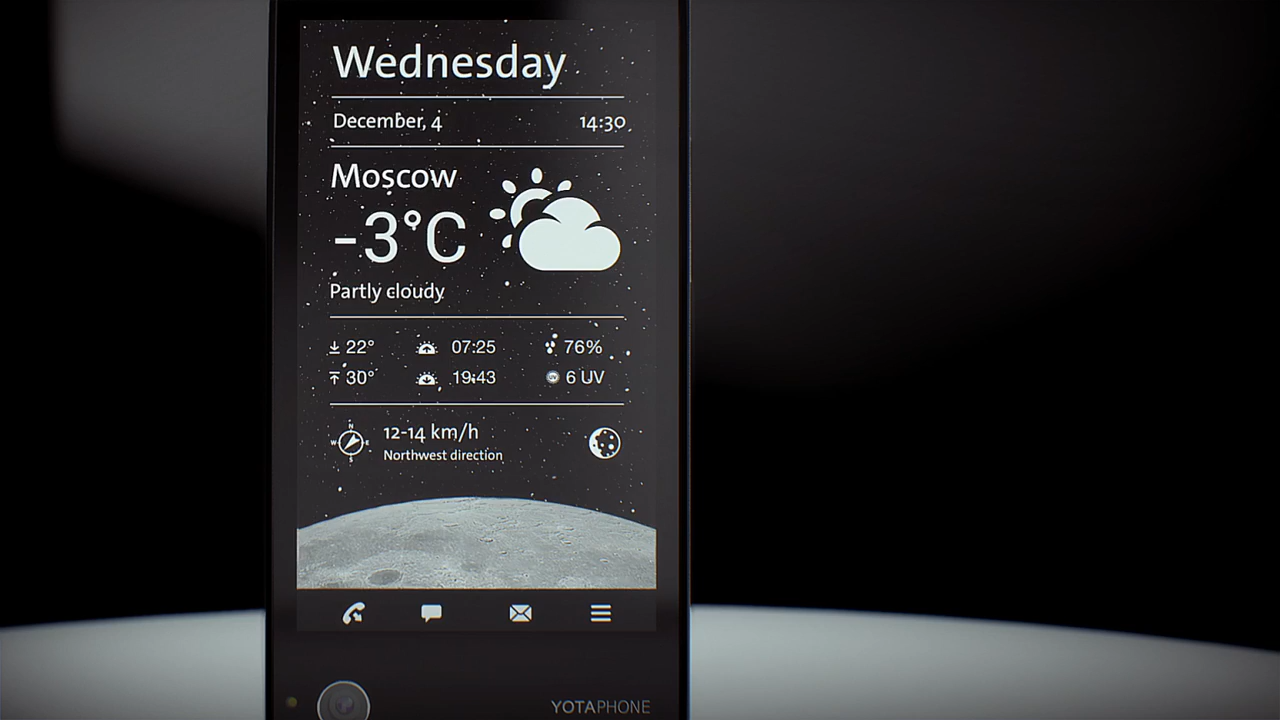 Wednesday
December, 4 14:30
Moscow
-3°C
Partly cloudy
22° 07:25 76%
30° 19:43 6 UV
12-14 km/h
Northwest direction
N
W E
S
YOTAPHONE